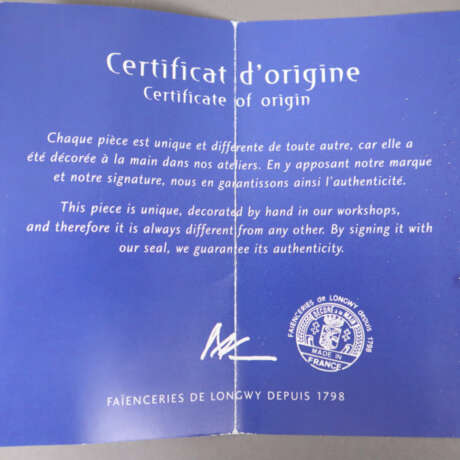 Certificat d'origine
Certificate of origin
Chaque pièce est unique et différente de toute autre, car elle a
été décorée à la main dans nos ateliers. En y apposant notre marque
et notre signature, nous en garantissons ainsi l'authenticité.
This piece is unique, decorated by hand in our workshops,
and therefore it is always different from any other. By signing it with
our seal, we guarantee its authenticity.
FAÏENCERIES de LONGWY depuis 1798
DÉCORÉ à la MAIN
MADE IN
FRANCE
FAÏENCERIES DE LONGWY DEPUIS 1798